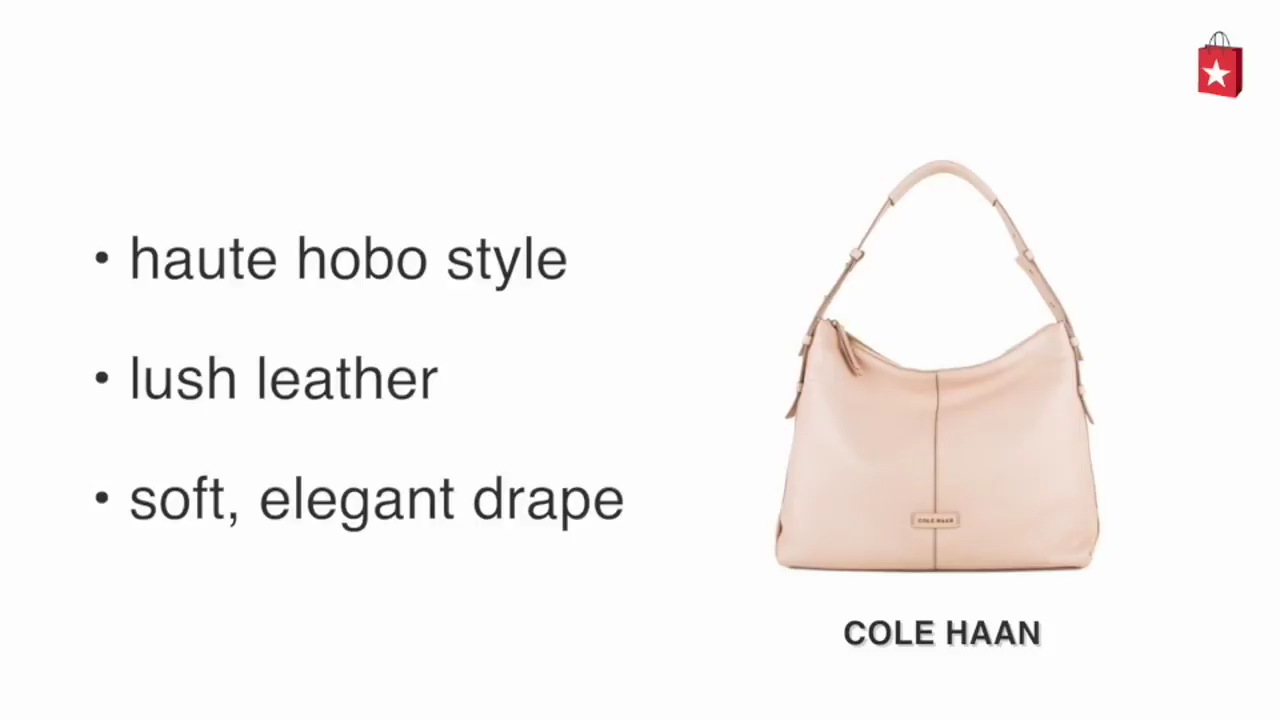 • haute hobo style
• lush leather
• soft, elegant drape
COLE HAAN
COLE HAAN